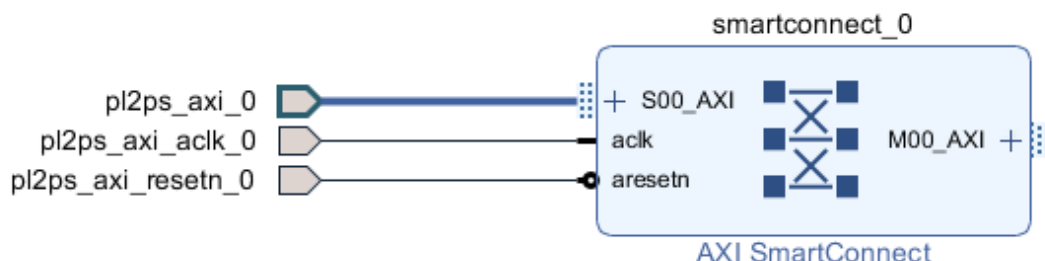 smartconnect_0
pl2ps_axi_0
S00_AXI
pl2ps_axi_aclk_0
aclk
M00_AXI
pl2ps_axi_resetn_0
aresetn
AXI SmartConnect